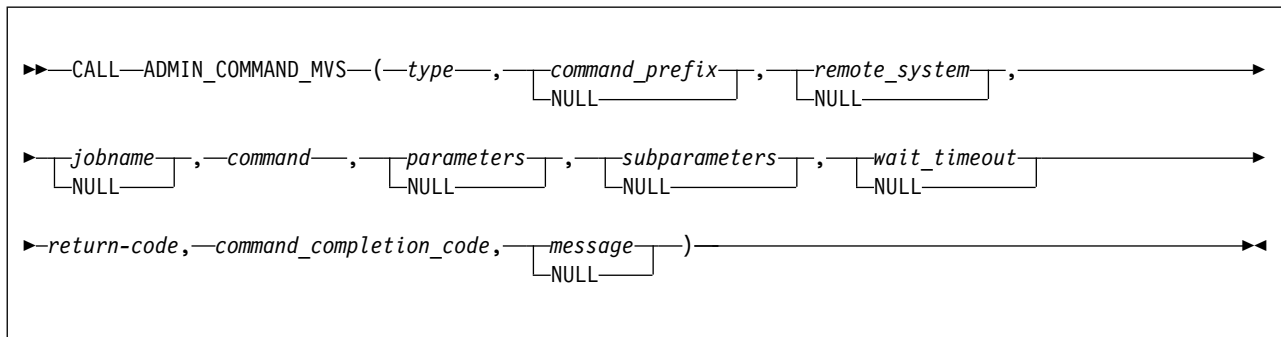 CALL ADMIN_COMMAND_MVS ( type , command_prefix , remote_system ,
NULL NULL
jobname , command , parameters , subparameters , wait_timeout
NULL NULL NULL NULL
return-code, command_completion_code, message )
NULL